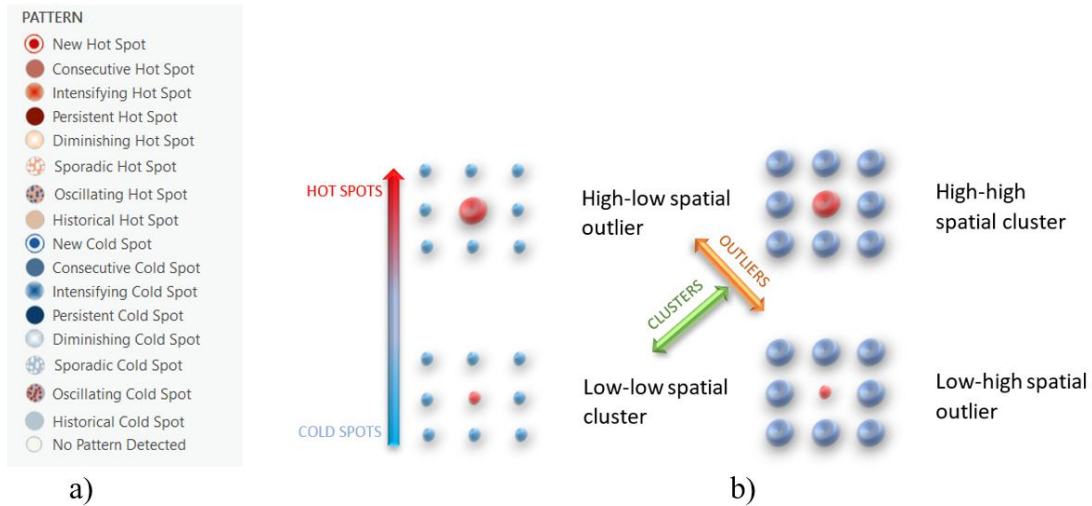 PATTERN
New Hot Spot
Consecutive Hot Spot
Intensifying Hot Spot
Persistent Hot Spot
Diminishing Hot Spot
Sporadic Hot Spot
Oscillating Hot Spot
Historical Hot Spot
New Cold Spot
Consecutive Cold Spot
Intensifying Cold Spot
Persistent Cold Spot
Diminishing Cold Spot
Sporadic Cold Spot
Oscillating Cold Spot
Historical Cold Spot
No Pattern Detected
a)
HOT SPOTS
COLD SPOTS
High-low spatial
outlier
High-high
spatial cluster
OUTLIERS
CLUSTERS
Low-low spatial
cluster
Low-high spatial
outlier
b)